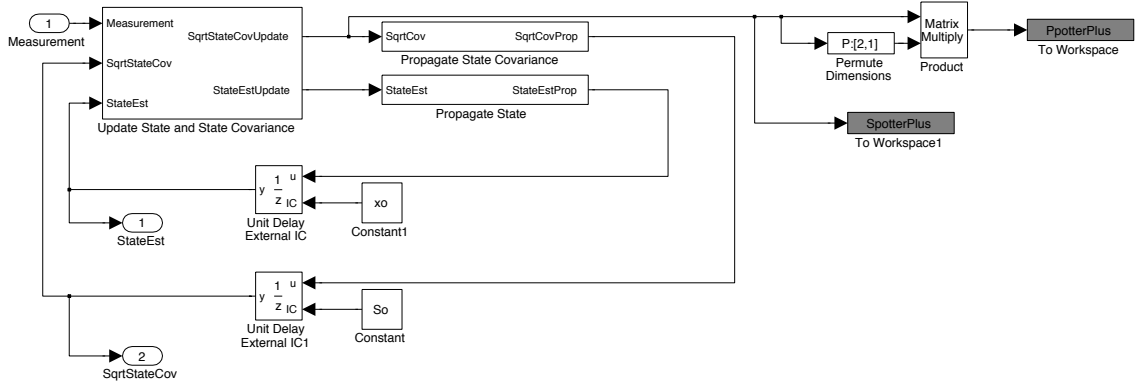 1
Measurement
Measurement
SqrtStateCov
StateEst
SqrtStateCovUpdate
StateEstUpdate
Update State and State Covariance
SqrtCov
SqrtCovProp
Propagate State Covariance
StateEst
StateEstProp
Propagate State
P:[2,1]
Permute
Dimensions
Matrix
Multiply
Product
PpotterPlus
To Workspace
SpotterPlus
To Workspace1
y
1
z
u
IC
Unit Delay
External IC
xo
Constant1
1
StateEst
y
1
z
u
IC
Unit Delay
External IC1
So
Constant
2
SqrtStateCov